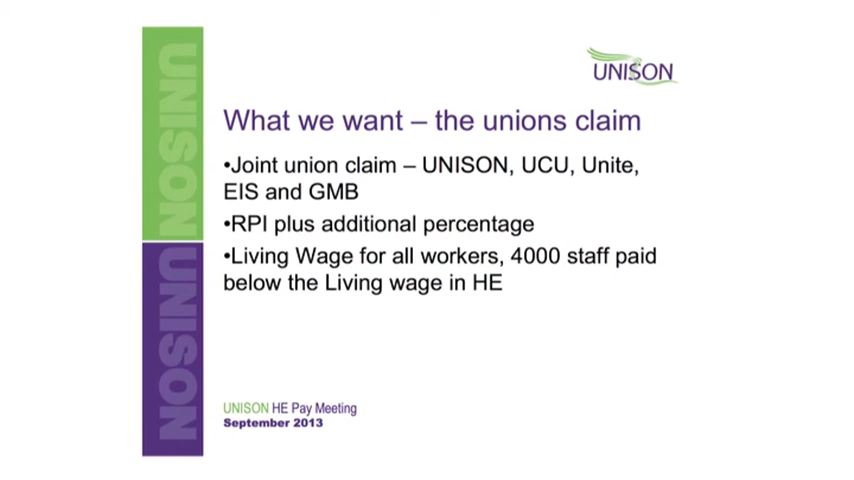 UNISON
UNISON
UNISON
What we want – the unions claim
•Joint union claim – UNISON, UCU, Unite,
EIS and GMB
•RPI plus additional percentage
•Living Wage for all workers, 4000 staff paid
below the Living wage in HE
UNISON HE Pay Meeting
September 2013